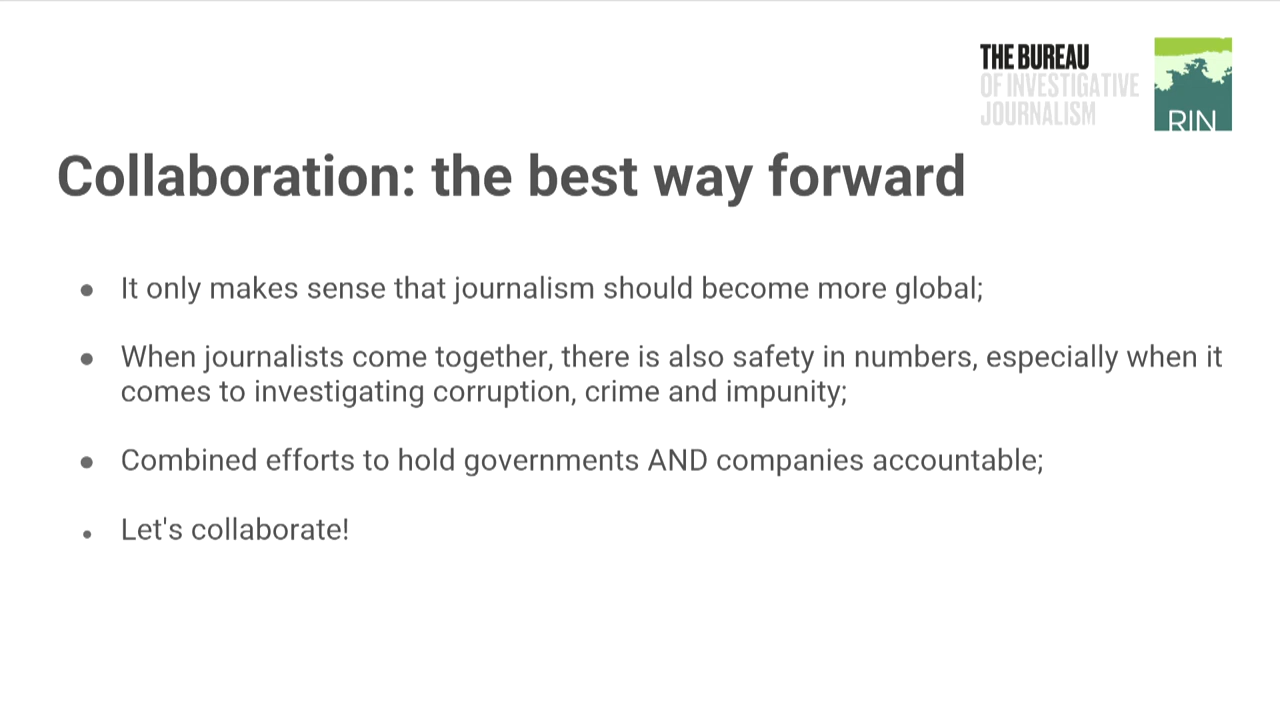 THE BUREAU
OF INVESTIGATIVE
JOURNALISM
RIN
Collaboration: the best way forward
● It only makes sense that journalism should become more global;
● When journalists come together, there is also safety in numbers, especially when it
comes to investigating corruption, crime and impunity;
● Combined efforts to hold governments AND companies accountable;
● Let's collaborate!